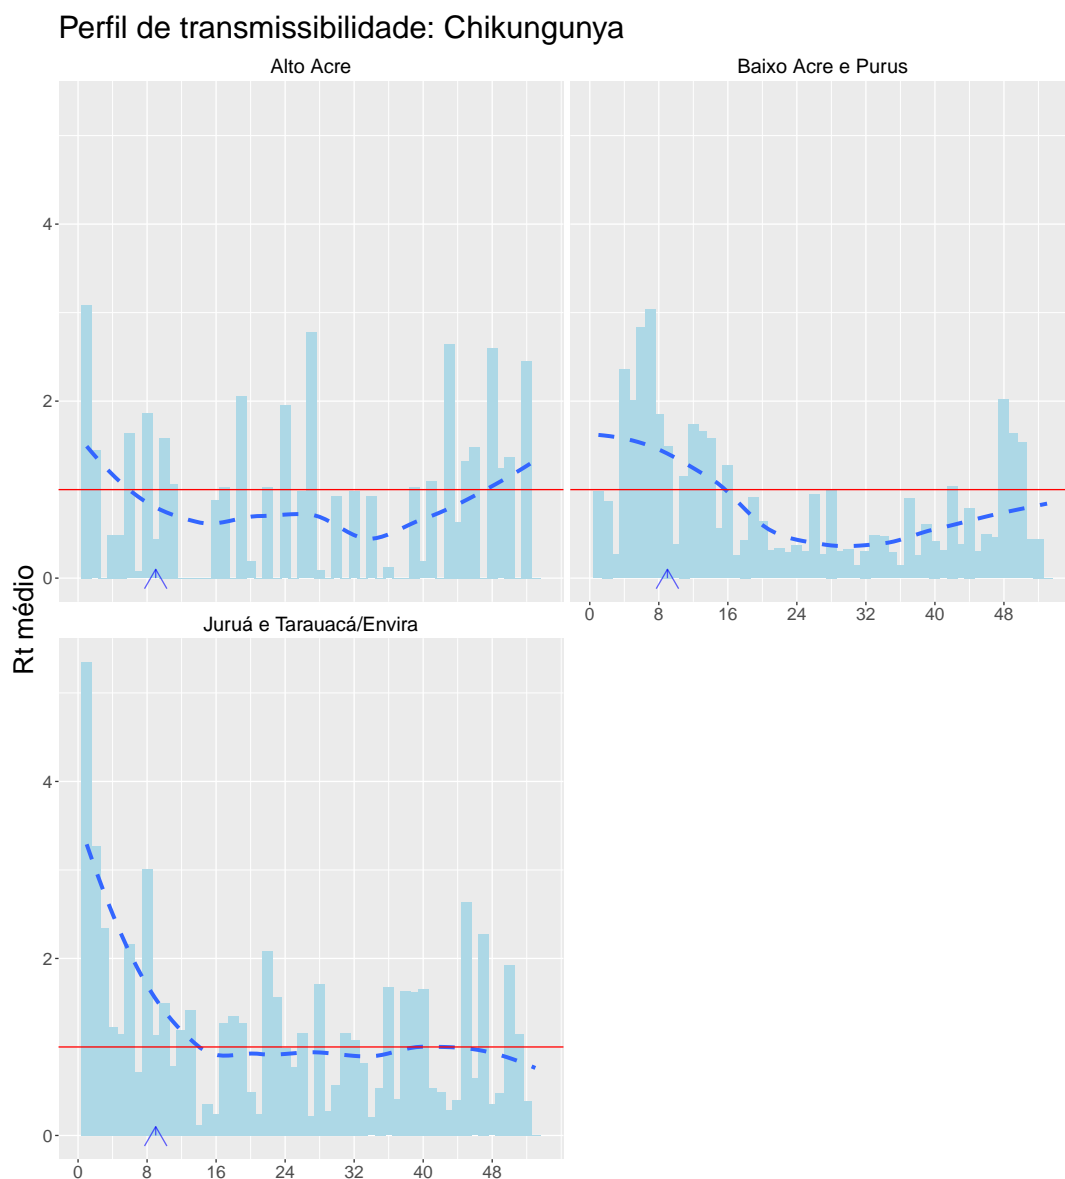 Perfil de transmissibilidade: Chikungunya
Alto Acre
Baixo Acre e Purus
4
2
0
0 8 16 24 32 40 48
Juruá e Tarauacá/Envira
Rt médio
4
2
0
0 8 16 24 32 40 48